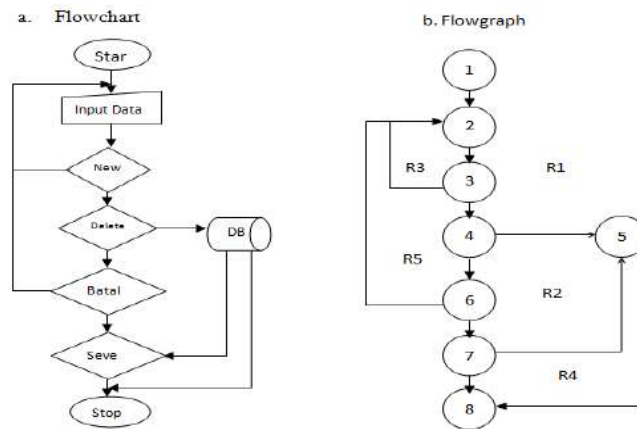 a. Flowchart
Star
Input Data
New
Delete
DB
Batal
Seve
Stop
b. Flowgraph
1
2
R3
R1
3
4
5
R5
R2
6
7
R4
8